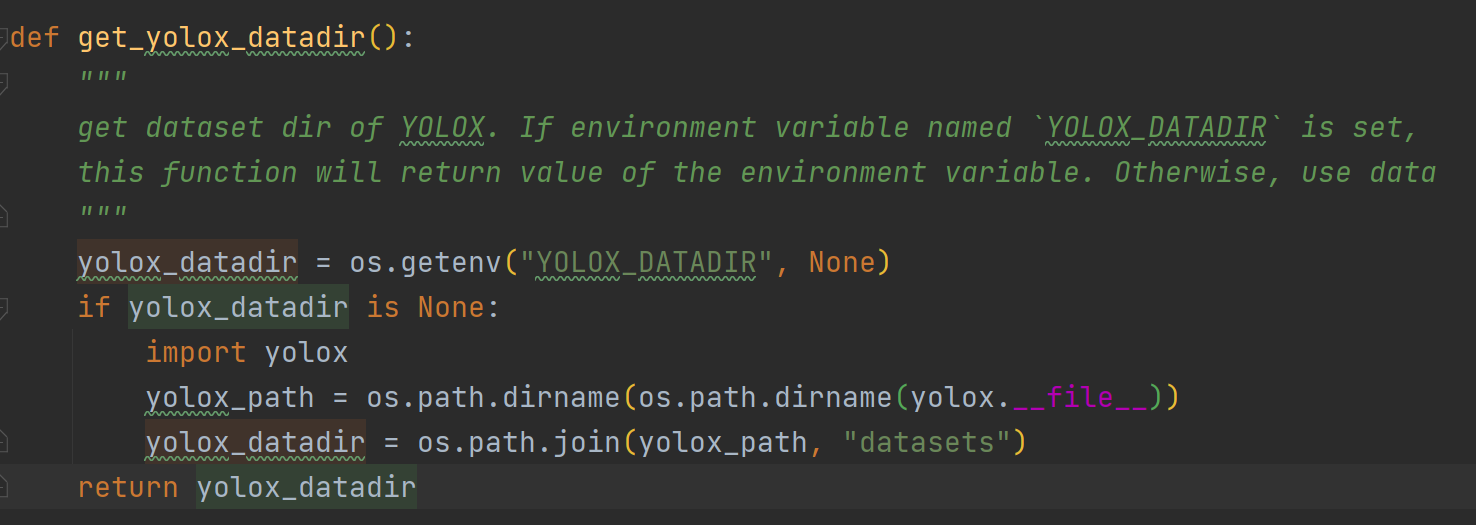 def get_yolox_datadir():
    """
    get dataset dir of YOLOX. If environment variable named `YOLOX_DATADIR` is set,
    this function will return value of the environment variable. Otherwise, use data
    """
    yolox_datadir = os.getenv("YOLOX_DATADIR", None)
    if yolox_datadir is None:
        import yolox
        yolox_path = os.path.dirname(os.path.dirname(yolox.__file__))
        yolox_datadir = os.path.join(yolox_path, "datasets")
    return yolox_datadir